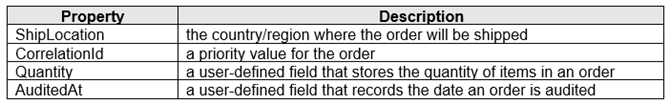 Property Description
ShipLocation the country/region where the order will be shipped
CorrelationId a priority value for the order
Quantity a user-defined field that stores the quantity of items in an order
AuditedAt a user-defined field that records the date an order is audited